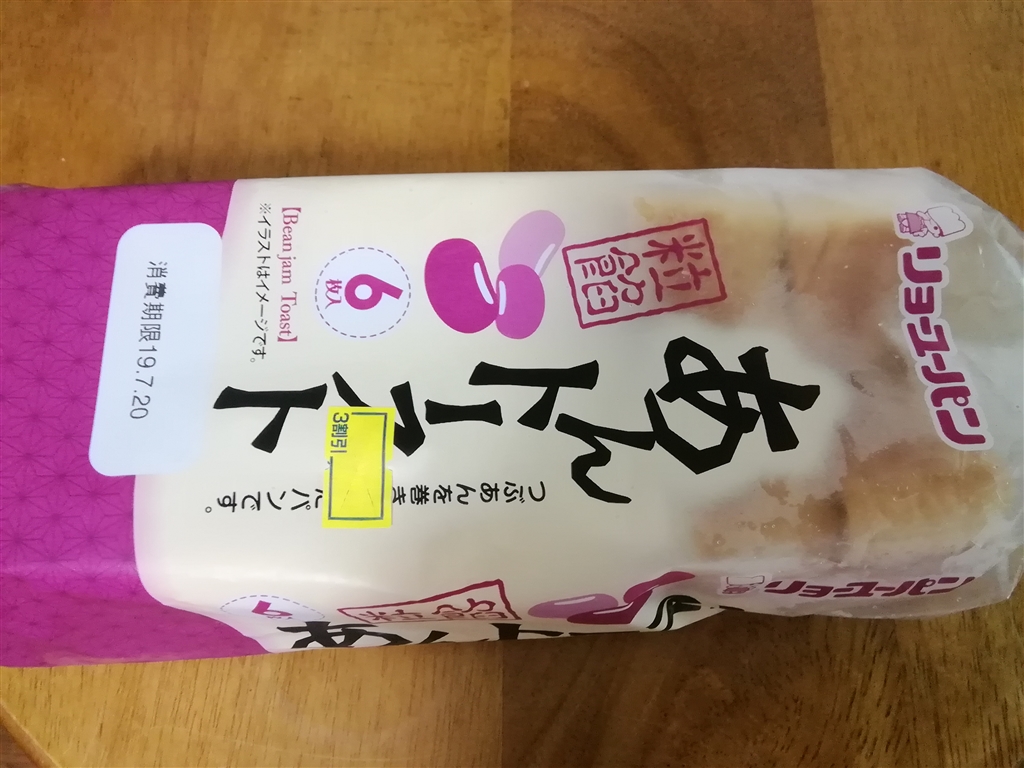 リョーユーパン
粒餡
あんトースト
6
枚入
【Bean jam Toast】
※イラストはイメージです。
3割引
つぶあんを巻き
パンです。
消費期限19.7.20
リョーユーパン